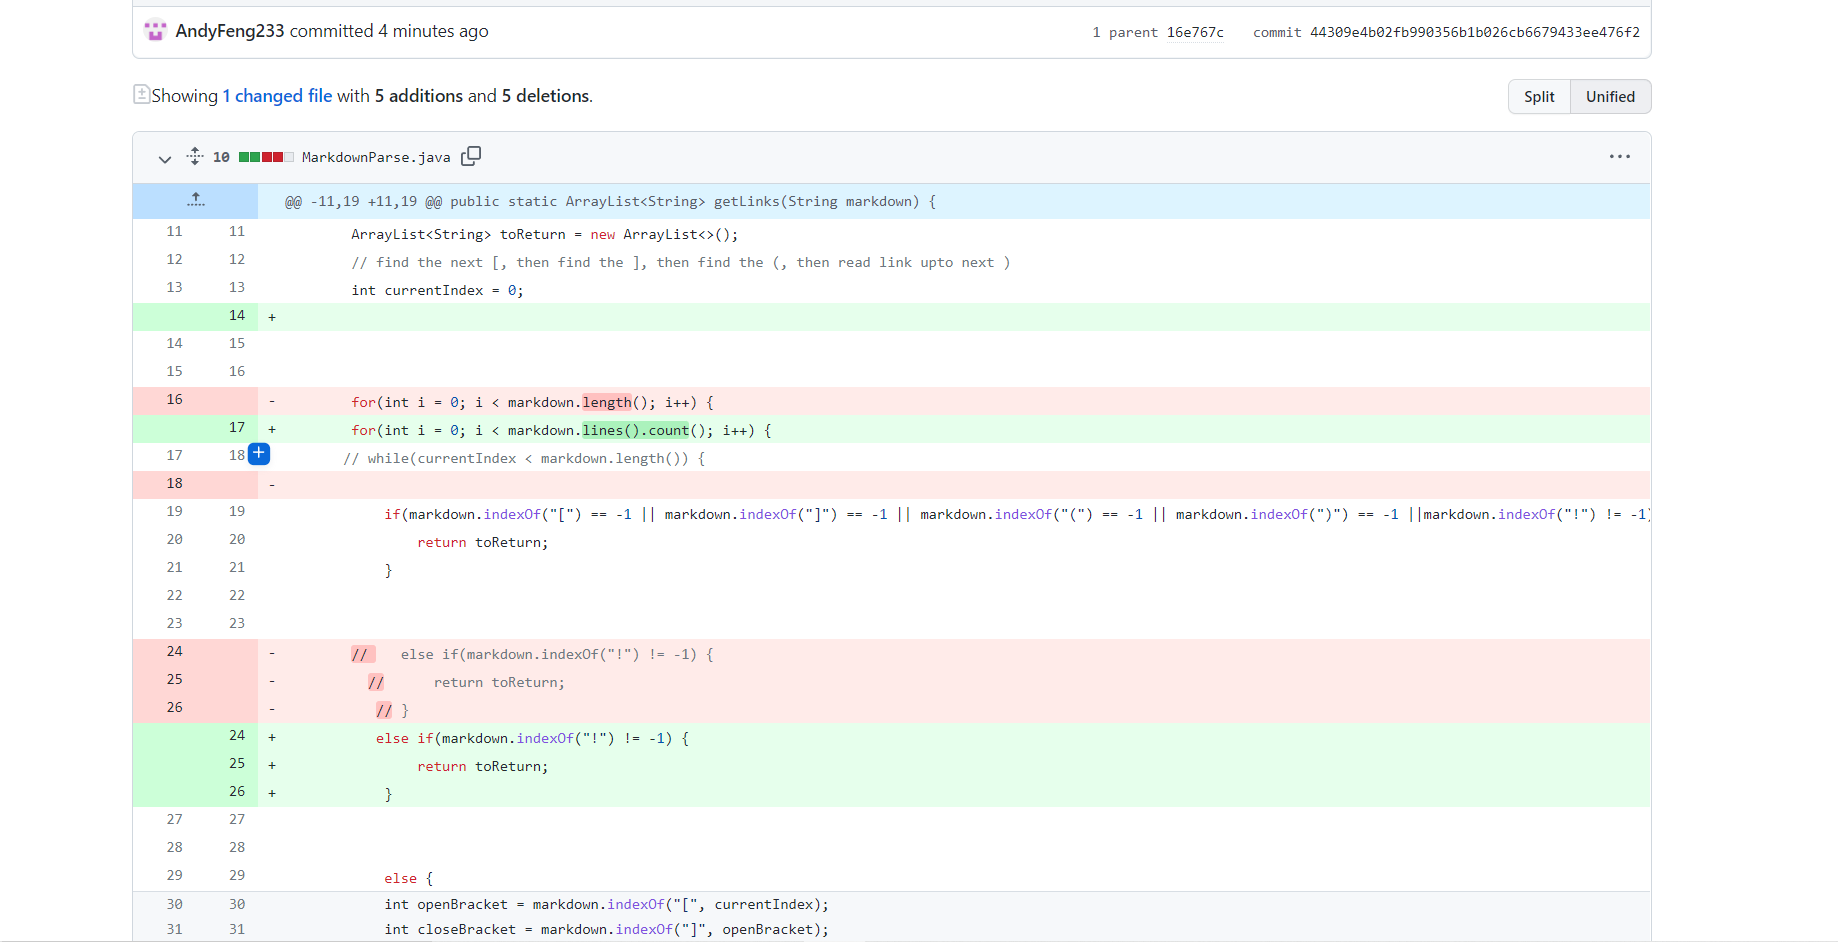 AndyFeng233 committed 4 minutes ago
1 parent 16e767c commit 44309e4b02fb990356b1b026cb6679433ee476f2
Showing 1 changed file with 5 additions and 5 deletions.
Split Unified
10 MarkdownParse.java
@@ -11,19 +11,19 @@ public static ArrayList<String> getLinks(String markdown) {
11 11 ArrayList<String> toReturn = new ArrayList<>();
12 12 // find the next [, then find the ], then find the (, then read link upto next )
13 13 int currentIndex = 0;
14 +
14 15
15 16
16 - for(int i = 0; i < markdown.length(); i++) {
17 + for(int i = 0; i < markdown.lines().count(); i++) {
17 18 // while(currentIndex < markdown.length()) {
18 -
19 19 if(markdown.indexOf("[") == -1 || markdown.indexOf("]") == -1 || markdown.indexOf("(") == -1 || markdown.indexOf(")") == -1 ||markdown.indexOf("!") != -1)
20 20 return toReturn;
21 21 }
22 22
23 23
24 - // else if(markdown.indexOf("!") != -1) {
25 - // return toReturn;
26 - // }
24 + else if(markdown.indexOf("!") != -1) {
25 + return toReturn;
26 + }
27 27
28 28
29 29 else {
30 30 int openBracket = markdown.indexOf("[", currentIndex);
31 31 int closeBracket = markdown.indexOf("]", openBracket);